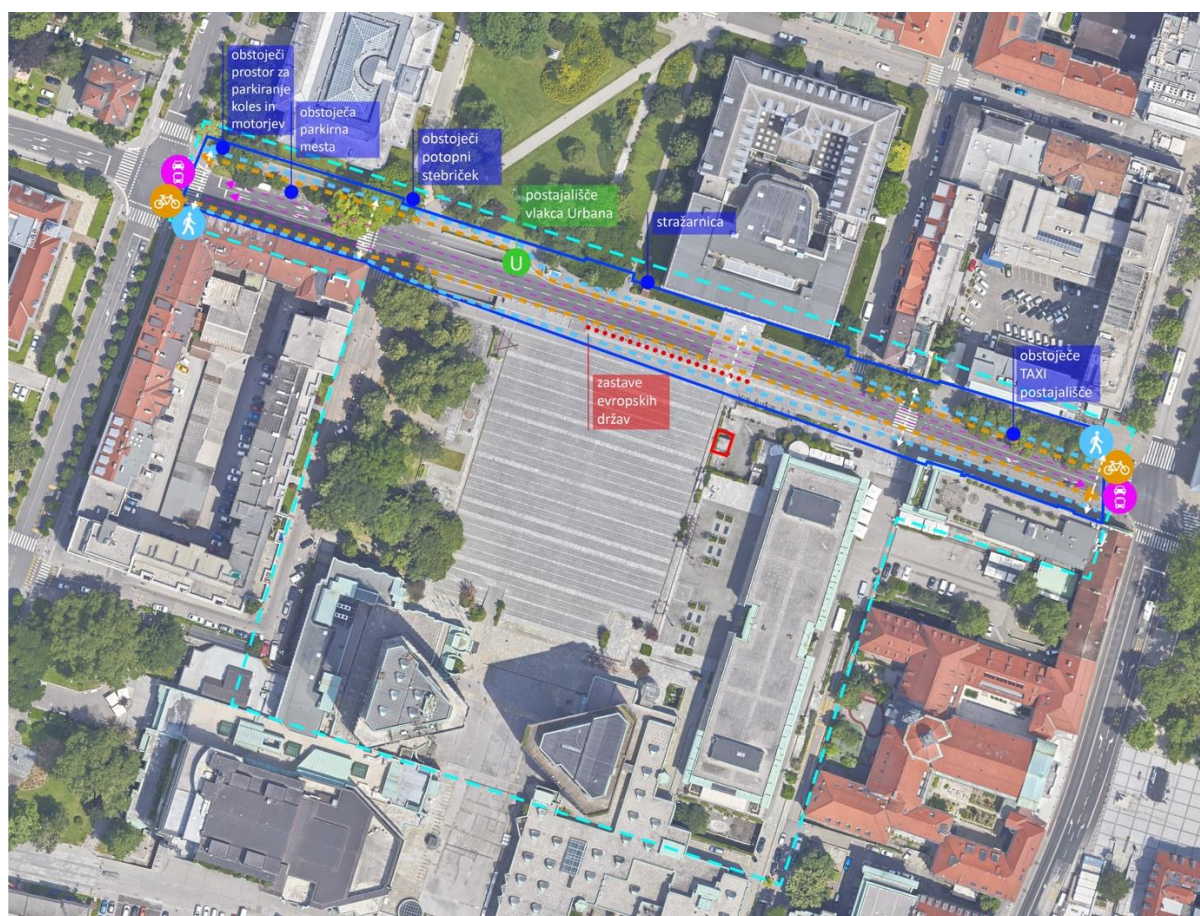 obstoječi
prostor za
parkiranje
koles in
motorjev
obstoječa
parkirna
mesta
obstoječi
potopni
stebriček
postajališče
vlakca Urbana
U
stražarnica
zastave
evropskih
držav
obstoječe
TAXI
postajališče